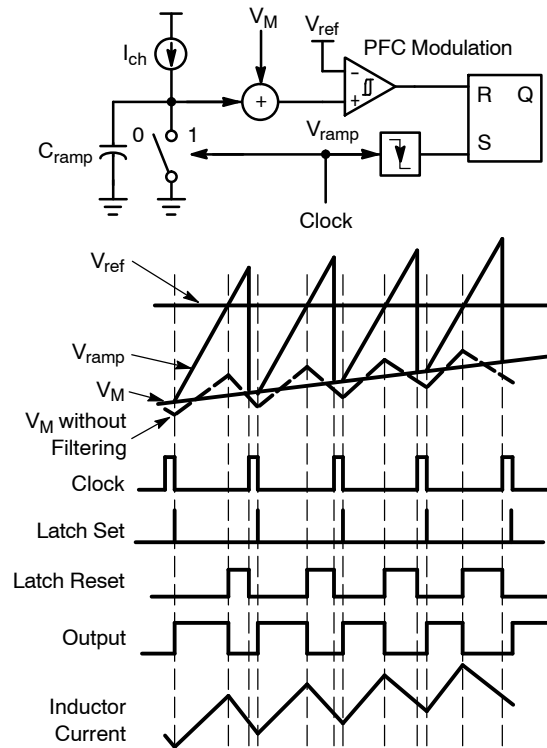 V_M
V_ref
PFC Modulation
I_ch
−
+
+
R Q
S
C_ramp
0 1
V_ramp
Clock
V_ref
V_ramp
V_M
V_M without
Filtering
Clock
Latch Set
Latch Reset
Output
Inductor
Current